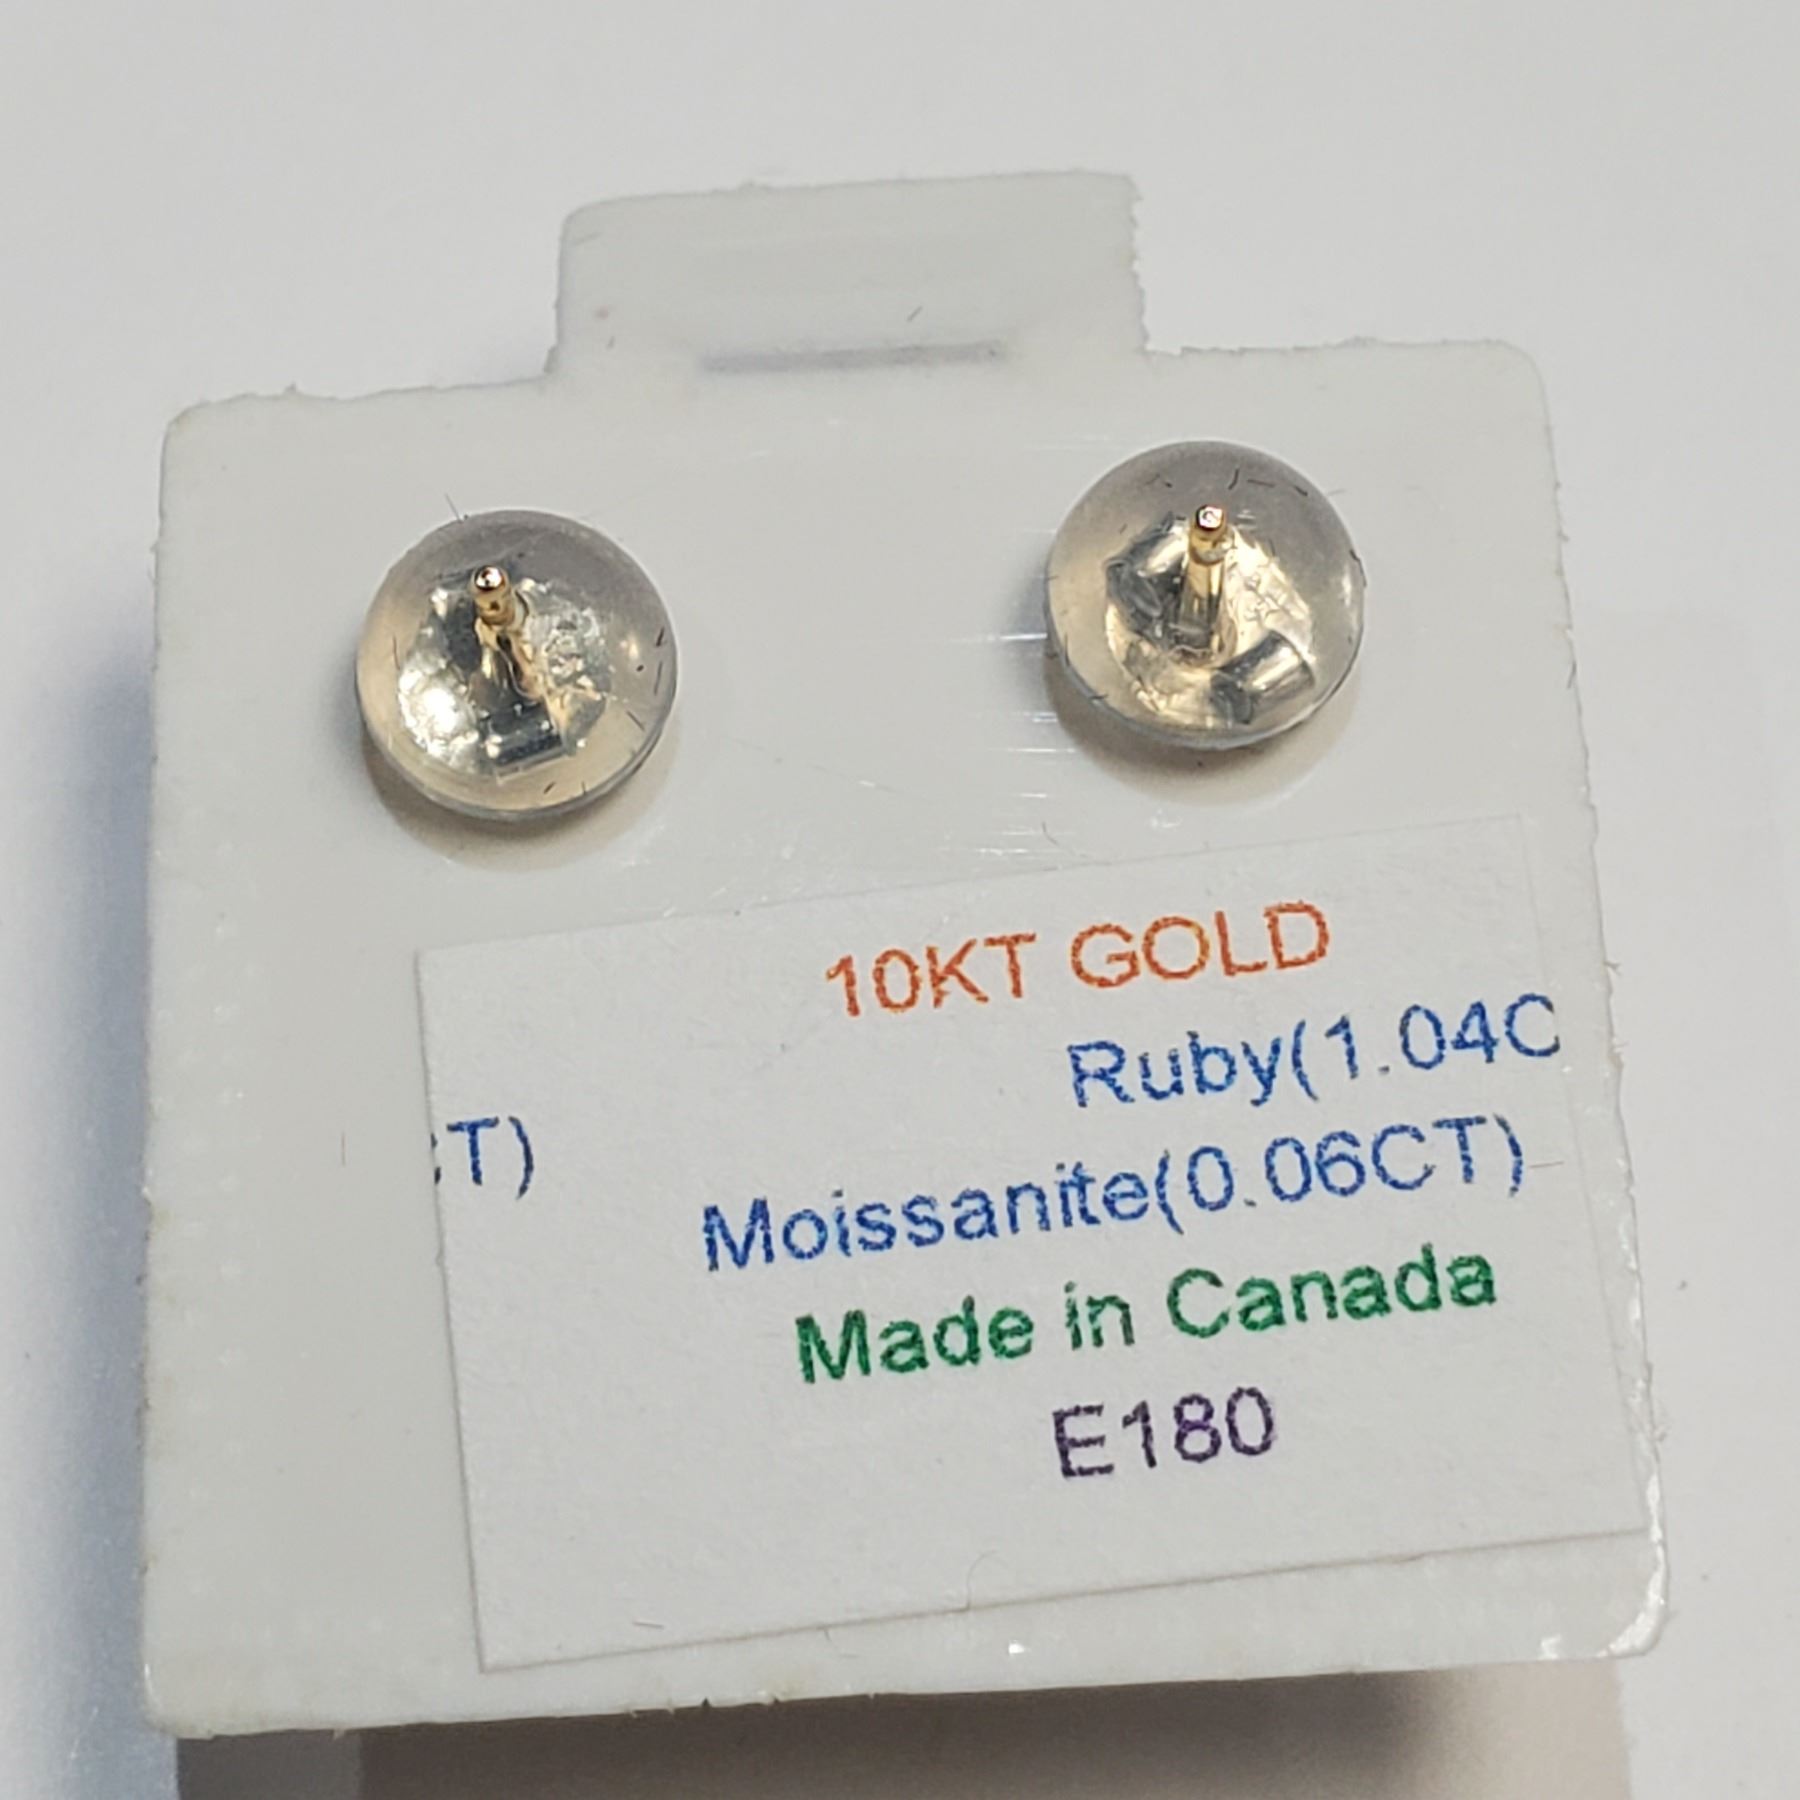 10KT GOLD
Ruby(1.04C
T)
Moissanite(0.06CT)
Made in Canada
E180